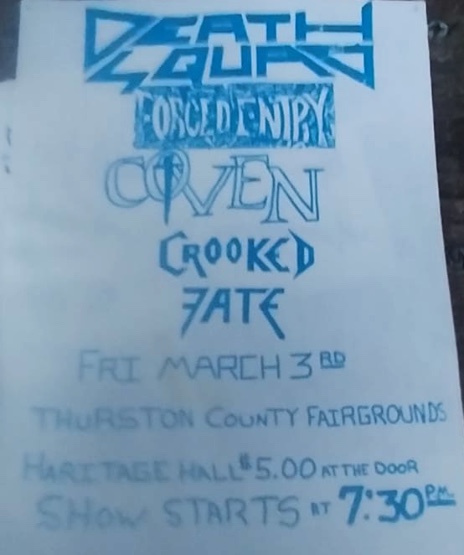 DEATH
SQUAD
FORCED ENTRY
COVEN
CROOKED
FATE
FRI MARCH 3RD
THURSTON COUNTY FAIRGROUNDS
HARITAGE HALL $5.00 AT THE DOOR
SHOW STARTS AT 7:30 P.M.